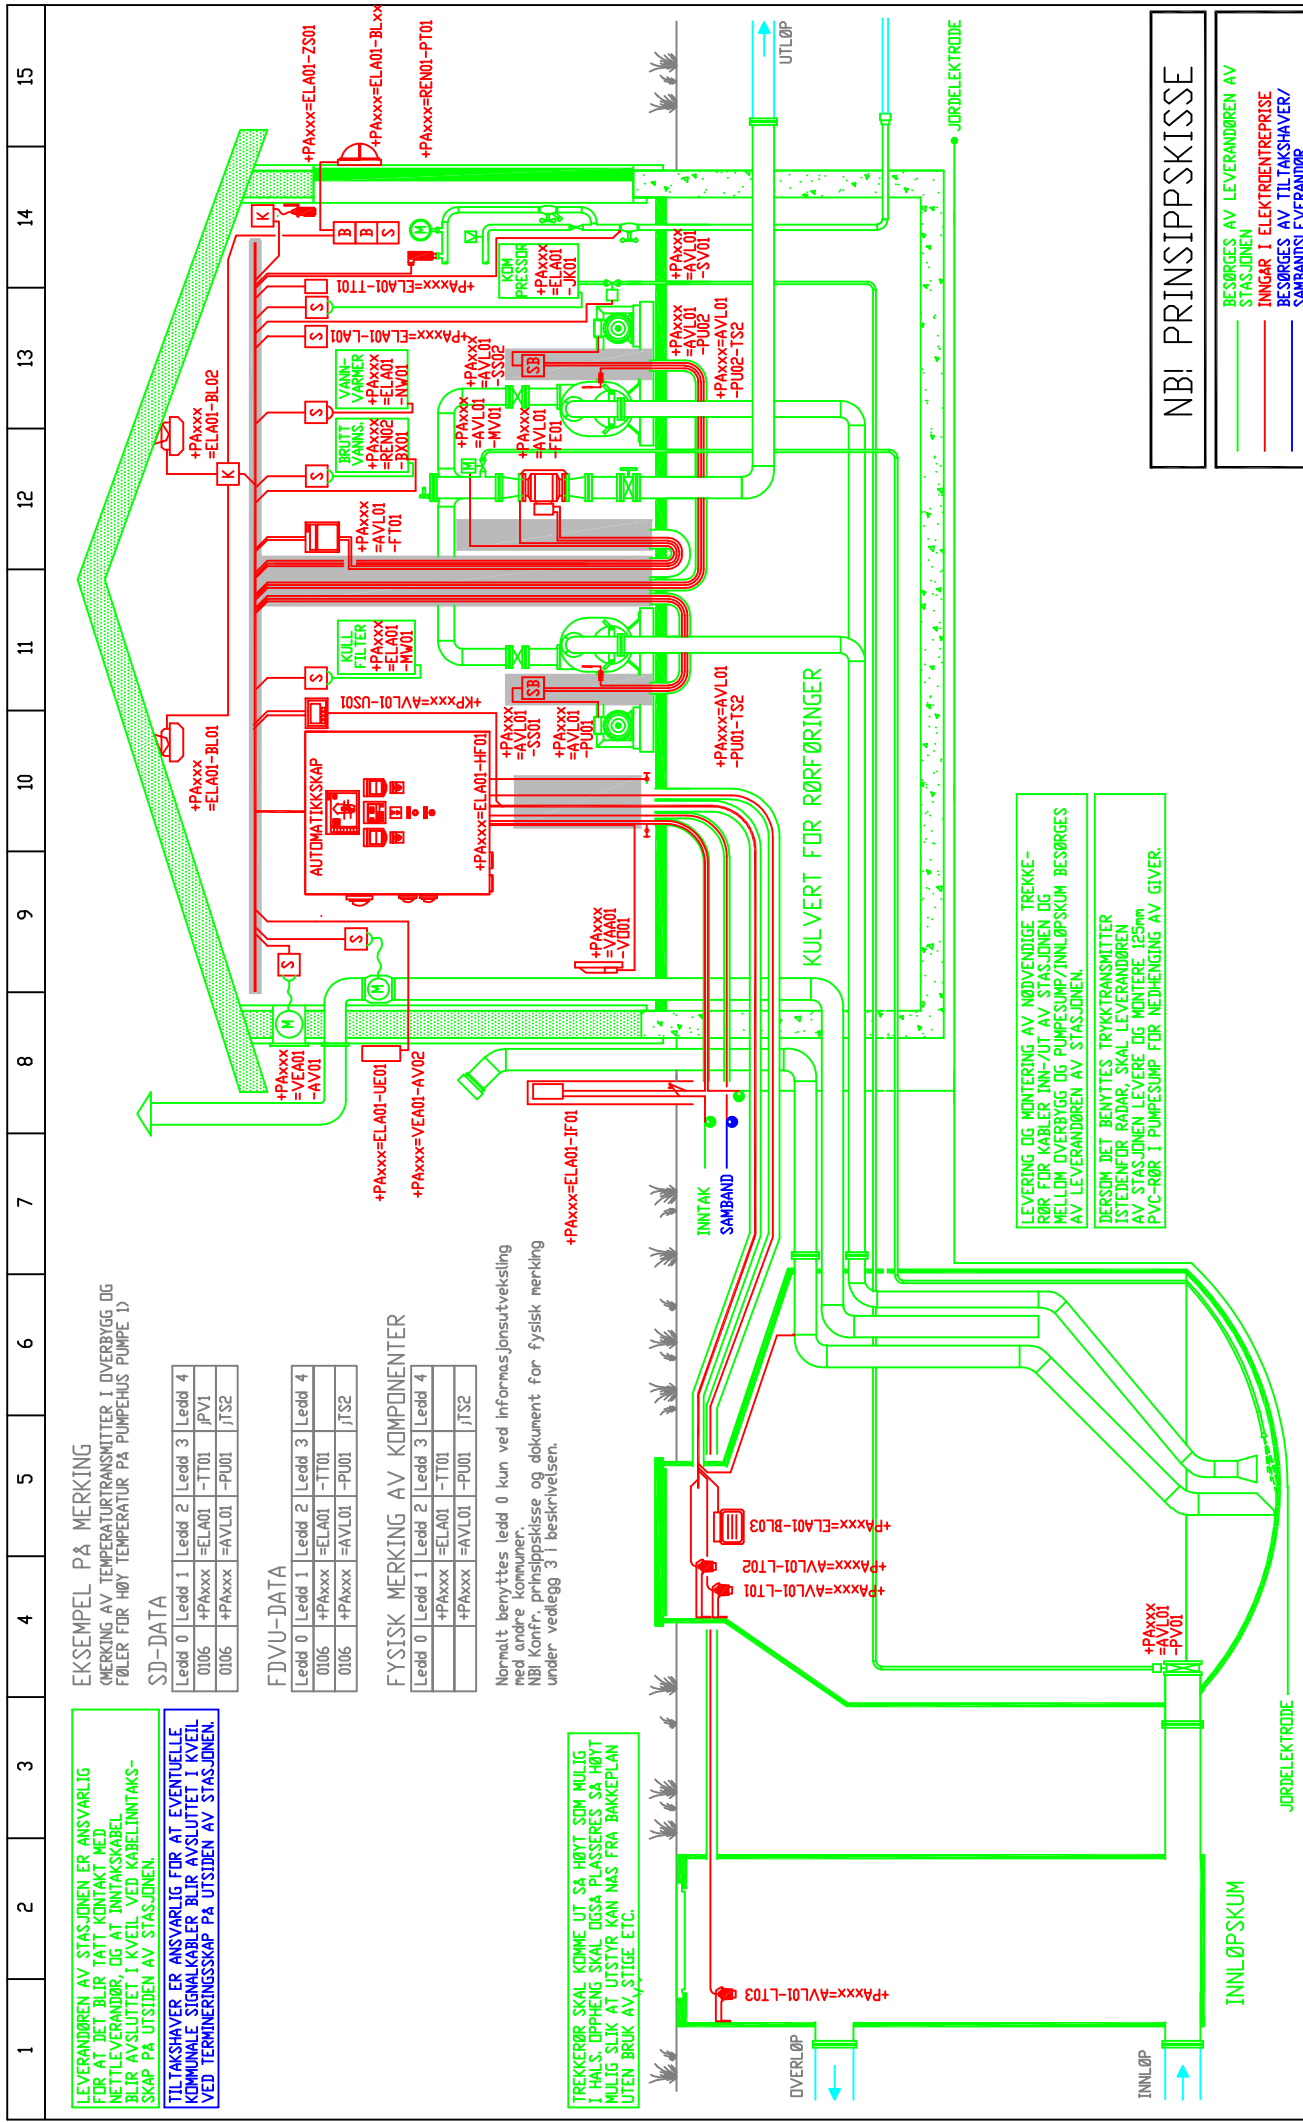 1
2
3
4
5
6
7
8
9
10
11
12
13
14
15
LEVERANDØREN AV STASJONEN ER ANSVARLIG
FOR AT DET BLIR TATT KONTAKT MED
NETTLEVERANDØR, OG AT INNTAKSKABEL
BLIR AVSLUTTET I KVEIL VED KABELINNTAKS-
SKAP PÅ UTSIDEN AV STASJONEN.
TILTAKSHAVER ER ANSVARLIG FOR AT EVENTUELLE
KOMMUNALE SIGNALKABLER BLIR AVSLUTTET I KVEIL
VED TERMINERINGSSKAP PÅ UTSIDEN AV STASJONEN.
EKSEMPEL PÅ MERKING
(MERKING AV TEMPERATURTRANSMITTER I OVERBYGG OG
FØLER FOR HØY TEMPERATUR PÅ PUMPEHUS PUMPE 1)
SD-DATA
Ledd 0 Ledd 1 Ledd 2 Ledd 3 Ledd 4
0106 +PAxxx =ELA01 -TT01 ;PV1
0106 +PAxxx =AVL01 -PU01 ;TS2
FDVU-DATA
Ledd 0 Ledd 1 Ledd 2 Ledd 3 Ledd 4
0106 +PAxxx =ELA01 -TT01
0106 +PAxxx =AVL01 -PU01 ;TS2
FYSISK MERKING AV KOMPONENTER
Ledd 0 Ledd 1 Ledd 2 Ledd 3 Ledd 4
+PAxxx =ELA01 -TT01
+PAxxx =AVL01 -PU01 ;TS2
Normalt benyttes ledd 0 kun ved informasjonsutveksling
med andre kommuner.
NB! Konfr. prinsippskisse og dokument for fysisk merking
under vedlegg 3 i beskrivelsen.
TREKKERØR SKAL KOMME UT SÅ HØYT SOM MULIG
I HALS. OPPHENG SKAL OGSÅ PLASSERES SÅ HØYT
MULIG SLIK AT UTSTYR KAN NÅS FRA BAKKEPLAN
UTEN BRUK AV STIGE ETC.
+PAxxx
=VEA01
-AV01
+PAxxx=ELA01-UE01
+PAxxx=VEA01-AV02
+PAxxx=ELA01-IF01
M
S
M
S
+PAxxx
=ELA01-BL01
+PAxxx
=ELA01-BL02
K
K
+PAxxx=ELA01-ZS01
+PAxxx=ELA01-BLxx
+PAxxx=REN01-PT01
B
B
S
M
AUTOMATIKKSKAP
+PAxxx=ELA01-HF01
+KPxxx=AVL01-US01
S
KULL
FILTER
+PAxxx
=ELA01
-MW01
+PAxxx
=AVL01
-FT01
S
BRUTT
VANNS.
+PAxxx
=REN02
-BX01
S
VANN-
VARMER
+PAxxx
=ELA01
-NW01
S
+PAxxx=ELA01-LA01
S
+PAxxx=ELA01-TT01
KOM
PRESSOR
+PAxxx
=ELA01
-JK01
+PAxxx
=AVL01
-SV01
+PAxxx
=AVL01
-SS02
SB
+PAxxx
=AVL01
-MV01
M
+PAxxx
=AVL01
-FE01
+PAxxx
=AVL01
-PU02
+PAxxx=AVL01
-PU02-TS2
+PAxxx
=AVL01
-SS01
SB
+PAxxx
=AVL01
-PU01
+PAxxx=AVL01
-PU01-TS2
+PAxxx
=VAA01
-VO01
KULVERT FOR RØRFØRINGER
UTLØP
JORDELEKTRODE
INNTAK
SAMBAND
+PAxxx=ELA01-BL03
+PAxxx=AVL01-LT02
+PAxxx=AVL01-LT01
+PAxxx=AVL01-LT03
+PAxxx
=AVL01
-PV01
OVERLØP
INNLØP
INNLØPSKUM
JORDELEKTRODE
LEVERING OG MONTERING AV NØDVENDIGE TREKKE-
RØR FOR KABLER INN-/UT AV STASJONEN OG
MELLOM OVERBYGG OG PUMPESUMP/INNLØPSKUM BESØRGES
AV LEVERANDØREN AV STASJONEN.
DERSOM DET BENYTTES TRYKKTRANSMITTER
ISTEDENFOR RADAR, SKAL LEVERANDØREN
AV STASJONEN LEVERE OG MONTERE 125mm
PVC-RØR I PUMPESUMP FOR NEDHENGING AV GIVER.
NB! PRINSIPPSKISSE
BESØRGES AV LEVERANDØREN AV
STASJONEN
INNGÅR I ELEKTROENTREPRISE
BESØRGES AV TILTAKSHAVER/
SAMBANDSLEVERANDØR